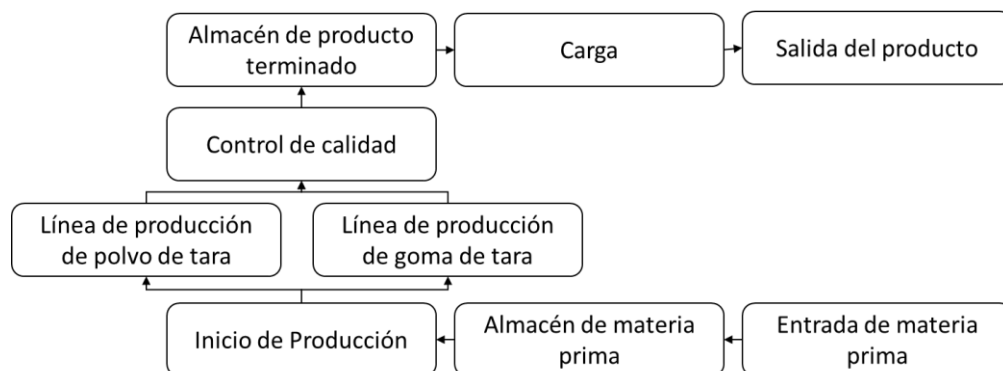 Almacén de producto
terminado
Carga
Salida del producto
Control de calidad
Línea de producción
de polvo de tara
Línea de producción
de goma de tara
Inicio de Producción
Almacén de materia
prima
Entrada de materia
prima